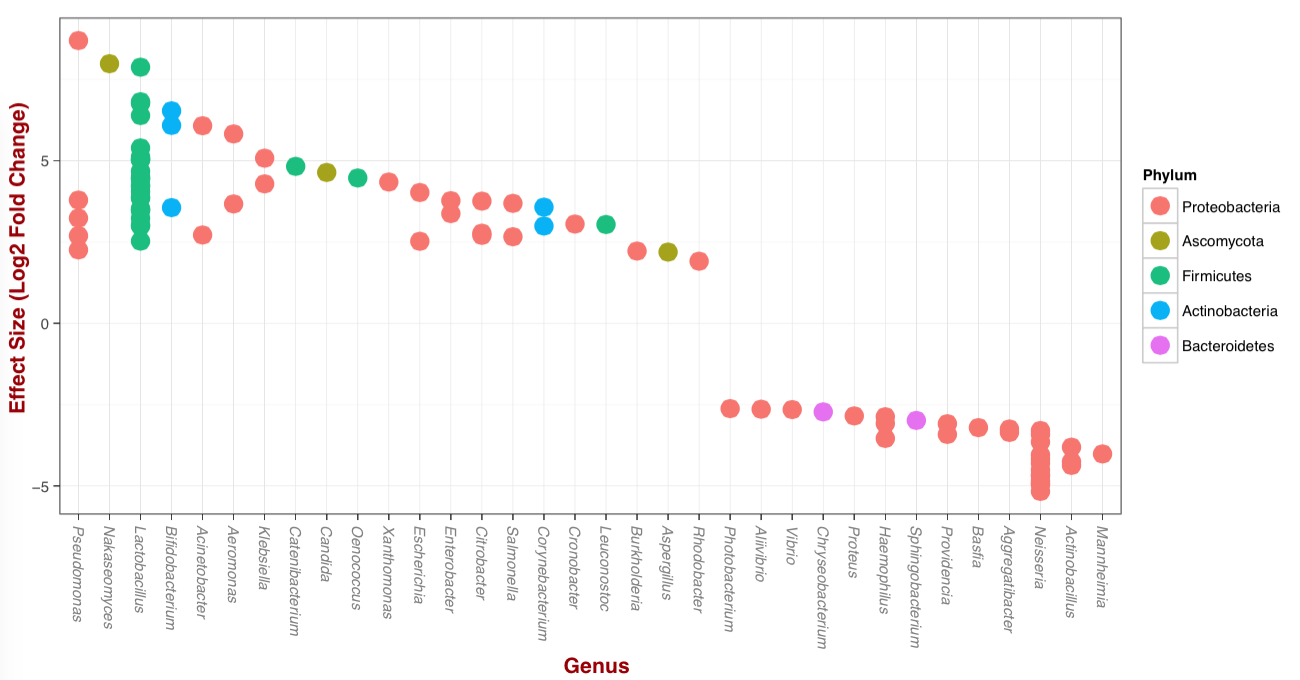 Effect Size (Log2 Fold Change)
5
0
−5
Pseudomonas
Nakaseomyces
Lactobacillus
Bifidobacterium
Acinetobacter
Aeromonas
Klebsiella
Catenibacterium
Candida
Oenococcus
Xanthomonas
Escherichia
Enterobacter
Citrobacter
Salmonella
Corynebacterium
Cronobacter
Leuconostoc
Burkholderia
Aspergillus
Rhodobacter
Photobacterium
Aliivibrio
Vibrio
Chryseobacterium
Proteus
Haemophilus
Sphingobacterium
Providencia
Basfia
Aggregatibacter
Neisseria
Actinobacillus
Mannheimia
Genus
Phylum
Proteobacteria
Ascomycota
Firmicutes
Actinobacteria
Bacteroidetes